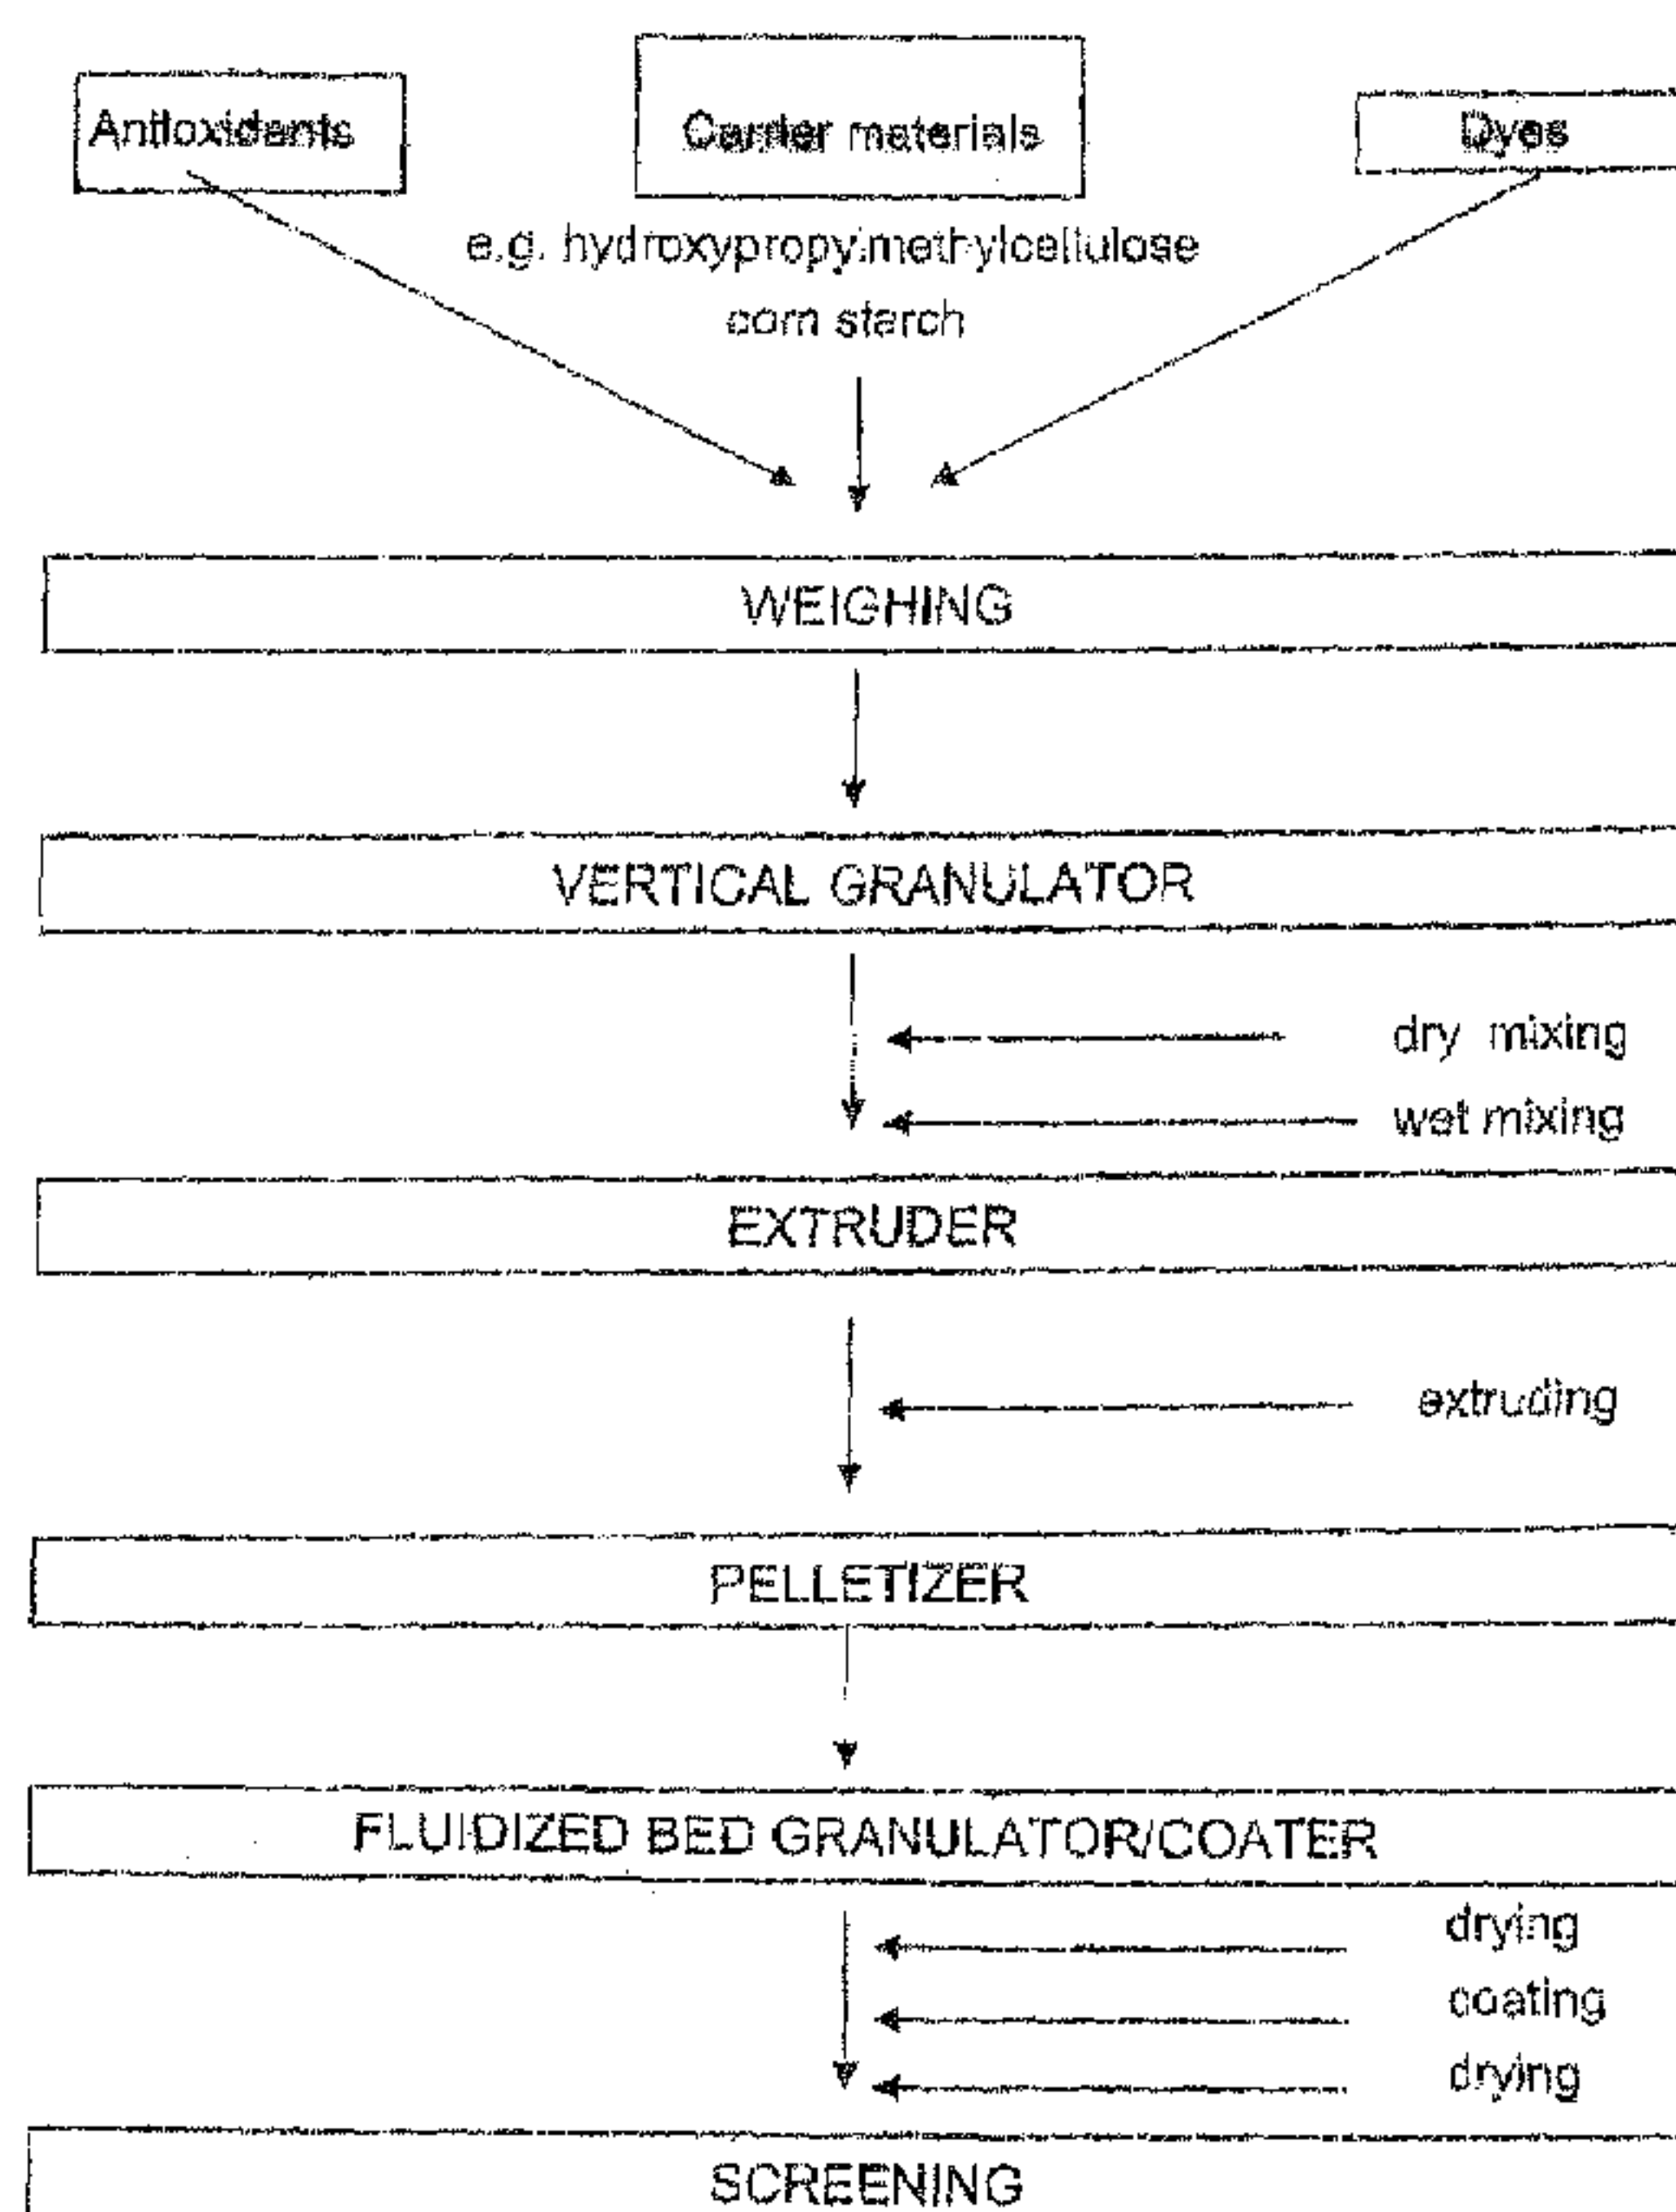 Antioxidants
Carrier materials
Dyes
e.g. hydroxypropylmethylcellulose
corn starch
WEIGHING
VERTICAL GRANULATOR
dry mixing
wet mixing
EXTRUDER
extruding
PELLETIZER
FLUIDIZED BED GRANULATOR/COATER
drying
coating
drying
SCREENING